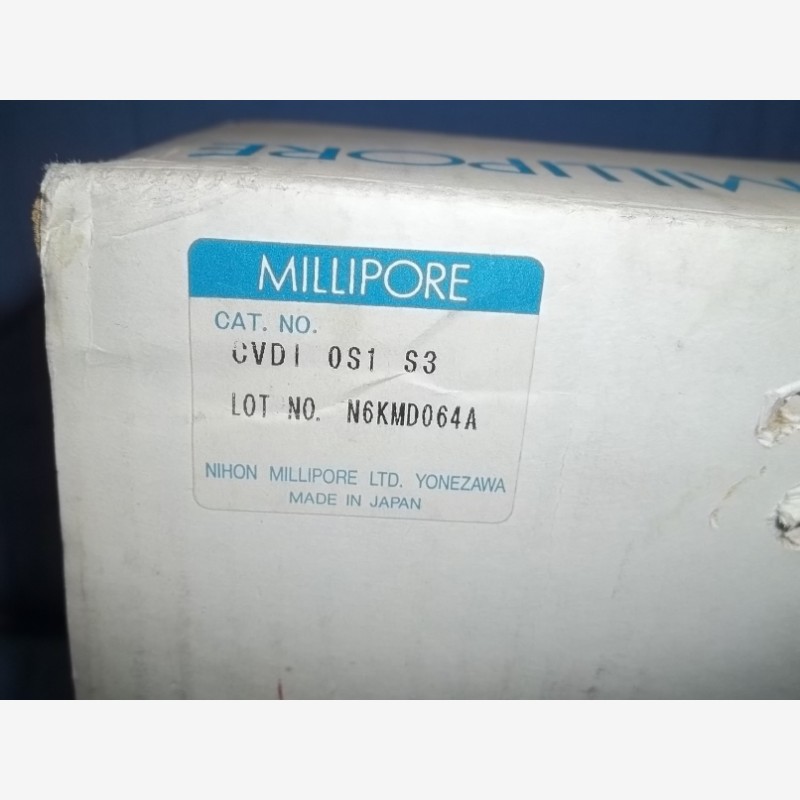 MILLIPORE
MILLIPORE
CAT. NO.
CVDI 0S1 S3
LOT NO. N6KMD064A
NIHON MILLIPORE LTD. YONEZAWA
MADE IN JAPAN